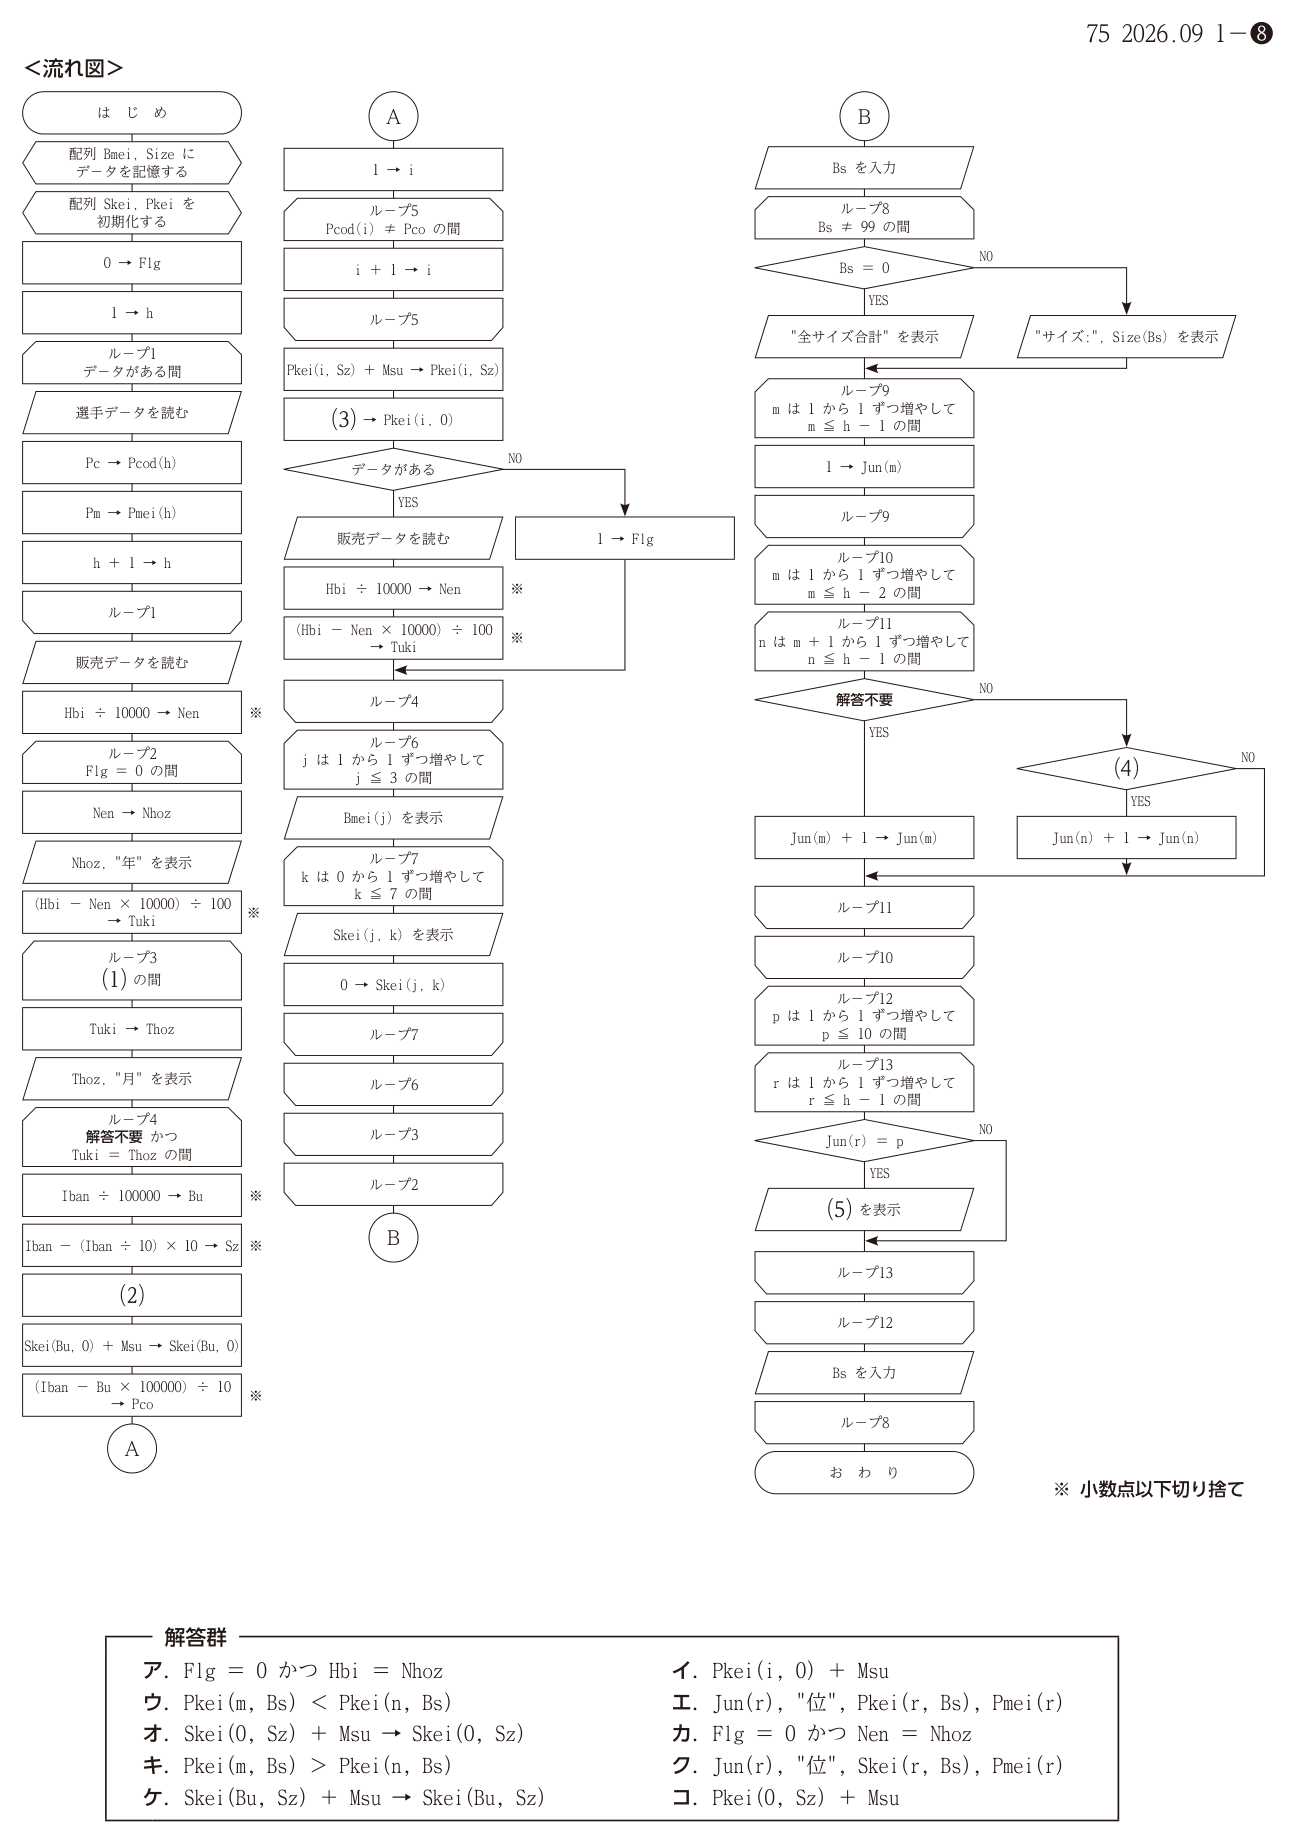 75 2026.09 1－❽
＜流れ図＞
は じ め
配列 Bmei, Size に
データを記憶する
配列 Skei, Pkei を
初期化する
0 → Flg
1 → h
ループ1
データがある間
選手データを読む
Pc → Pcod(h)
Pm → Pmei(h)
h ＋ 1 → h
ループ1
販売データを読む
Hbi ÷ 10000 → Nen ※
ループ2
Flg ＝ 0 の間
Nen → Nhoz
Nhoz, "年" を表示
(Hbi － Nen × 10000) ÷ 100
→ Tuki ※
ループ3
(1) の間
Tuki → Thoz
Thoz, "月" を表示
ループ4
解答不要 かつ
Tuki ＝ Thoz の間
Iban ÷ 100000 → Bu ※
Iban － (Iban ÷ 10) × 10 → Sz ※
(2)
Skei(Bu, 0) ＋ Msu → Skei(Bu, 0)
(Iban － Bu × 100000) ÷ 10
→ Pco ※
A
A
1 → i
ループ5
Pcod(i) ≠ Pco の間
i ＋ 1 → i
ループ5
Pkei(i, Sz) ＋ Msu → Pkei(i, Sz)
(3) → Pkei(i, 0)
データがある
NO
YES
販売データを読む
1 → Flg
Hbi ÷ 10000 → Nen ※
(Hbi － Nen × 10000) ÷ 100
→ Tuki ※
ループ4
ループ6
j は 1 から 1 ずつ増やして
j ≦ 3 の間
Bmei(j) を表示
ループ7
k は 0 から 1 ずつ増やして
k ≦ 7 の間
Skei(j, k) を表示
0 → Skei(j, k)
ループ7
ループ6
ループ3
ループ2
B
B
Bs を入力
ループ8
Bs ≠ 99 の間
Bs ＝ 0
NO
YES
"全サイズ合計" を表示
"サイズ:", Size(Bs) を表示
ループ9
m は 1 から 1 ずつ増やして
m ≦ h － 1 の間
1 → Jun(m)
ループ9
ループ10
m は 1 から 1 ずつ増やして
m ≦ h － 2 の間
ループ11
n は m ＋ 1 から 1 ずつ増やして
n ≦ h － 1 の間
解答不要
NO
YES
(4)
NO
YES
Jun(m) ＋ 1 → Jun(m)
Jun(n) ＋ 1 → Jun(n)
ループ11
ループ10
ループ12
p は 1 から 1 ずつ増やして
p ≦ 10 の間
ループ13
r は 1 から 1 ずつ増やして
r ≦ h － 1 の間
Jun(r) ＝ p
NO
YES
(5) を表示
ループ13
ループ12
Bs を入力
ループ8
お わ り
※ 小数点以下切り捨て
解答群
ア. Flg ＝ 0 かつ Hbi ＝ Nhoz
イ. Pkei(i, 0) ＋ Msu
ウ. Pkei(m, Bs) ＜ Pkei(n, Bs)
エ. Jun(r), "位", Pkei(r, Bs), Pmei(r)
オ. Skei(0, Sz) ＋ Msu → Skei(0, Sz)
カ. Flg ＝ 0 かつ Nen ＝ Nhoz
キ. Pkei(m, Bs) ＞ Pkei(n, Bs)
ク. Jun(r), "位", Skei(r, Bs), Pmei(r)
ケ. Skei(Bu, Sz) ＋ Msu → Skei(Bu, Sz)
コ. Pkei(0, Sz) ＋ Msu